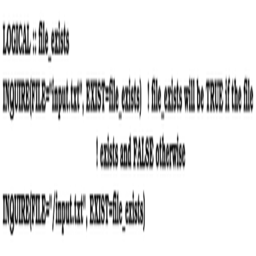 LOGICAL :: file_exists
INQUIRE(FILE="input.txt", EXIST=file_exists) ! file_exists will be TRUE if the file
! exists and FALSE otherwise
INQUIRE(FILE="/input.txt", EXIST=file_exists)